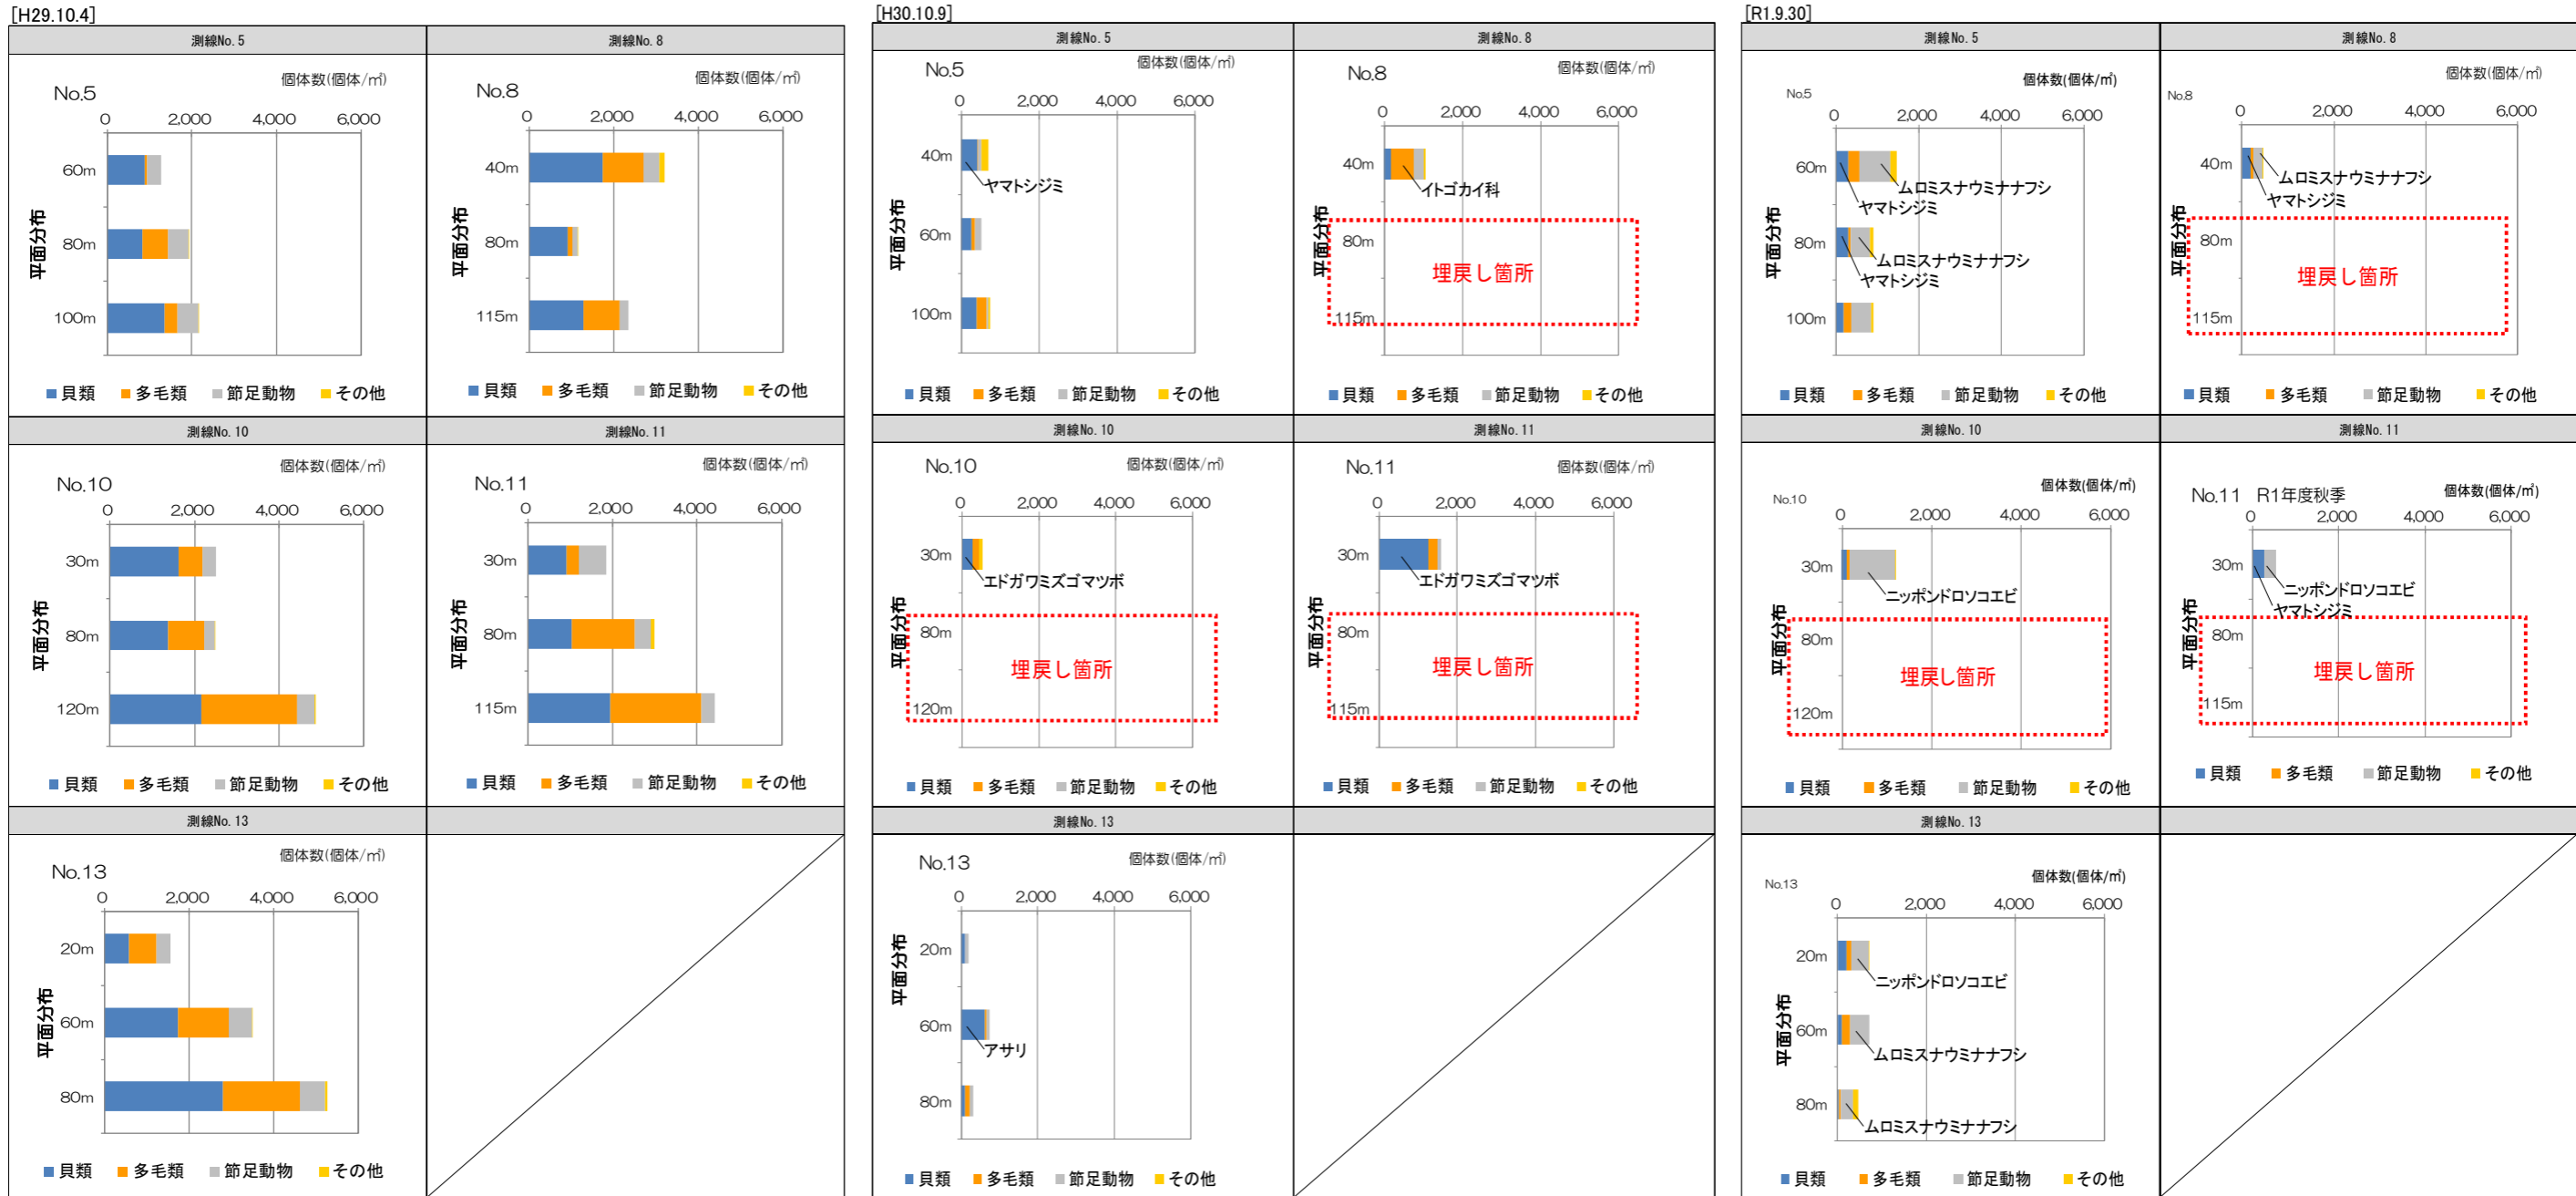 [H29.10.4]
測線No. 5
測線No. 8
No.5
個体数(個体/㎡)
0 2,000 4,000 6,000
平面分布
60m
80m
100m
貝類 多毛類 節足動物 その他
No.8
個体数(個体/㎡)
0 2,000 4,000 6,000
平面分布
40m
80m
115m
貝類 多毛類 節足動物 その他
測線No. 10
測線No. 11
No.10
個体数(個体/㎡)
0 2,000 4,000 6,000
平面分布
30m
80m
120m
貝類 多毛類 節足動物 その他
No.11
個体数(個体/㎡)
0 2,000 4,000 6,000
平面分布
30m
80m
115m
貝類 多毛類 節足動物 その他
測線No. 13
No.13
個体数(個体/㎡)
0 2,000 4,000 6,000
平面分布
20m
60m
80m
貝類 多毛類 節足動物 その他
[H30.10.9]
測線No. 5
測線No. 8
No.5
個体数(個体/㎡)
0 2,000 4,000 6,000
平面分布
40m
ヤマトシジミ
60m
100m
貝類 多毛類 節足動物 その他
No.8
個体数(個体/㎡)
0 2,000 4,000 6,000
平面分布
40m
イトゴカイ科
80m
埋戻し箇所
115m
貝類 多毛類 節足動物 その他
測線No. 10
測線No. 11
No.10
個体数(個体/㎡)
0 2,000 4,000 6,000
平面分布
30m
エドガワミズゴマツボ
80m
埋戻し箇所
120m
貝類 多毛類 節足動物 その他
No.11
個体数(個体/㎡)
0 2,000 4,000 6,000
平面分布
30m
エドガワミズゴマツボ
80m
埋戻し箇所
115m
貝類 多毛類 節足動物 その他
測線No. 13
No.13
個体数(個体/㎡)
0 2,000 4,000 6,000
平面分布
20m
60m
アサリ
80m
貝類 多毛類 節足動物 その他
[R1.9.30]
測線No. 5
測線No. 8
No.5
個体数(個体/㎡)
0 2,000 4,000 6,000
平面分布
60m
ムロミスナウミナナフシ
ヤマトシジミ
80m
ムロミスナウミナナフシ
ヤマトシジミ
100m
貝類 多毛類 節足動物 その他
No.8
個体数(個体/㎡)
0 2,000 4,000 6,000
平面分布
40m
ムロミスナウミナナフシ
ヤマトシジミ
80m
埋戻し箇所
115m
貝類 多毛類 節足動物 その他
測線No. 10
測線No. 11
No.10
個体数(個体/㎡)
0 2,000 4,000 6,000
平面分布
30m
ニッポンドロソコエビ
80m
埋戻し箇所
120m
貝類 多毛類 節足動物 その他
No.11 R1年度秋季
個体数(個体/㎡)
0 2,000 4,000 6,000
平面分布
30m
ニッポンドロソコエビ
ヤマトシジミ
80m
埋戻し箇所
115m
貝類 多毛類 節足動物 その他
測線No. 13
No.13
個体数(個体/㎡)
0 2,000 4,000 6,000
平面分布
20m
ニッポンドロソコエビ
60m
ムロミスナウミナナフシ
80m
ムロミスナウミナナフシ
貝類 多毛類 節足動物 その他